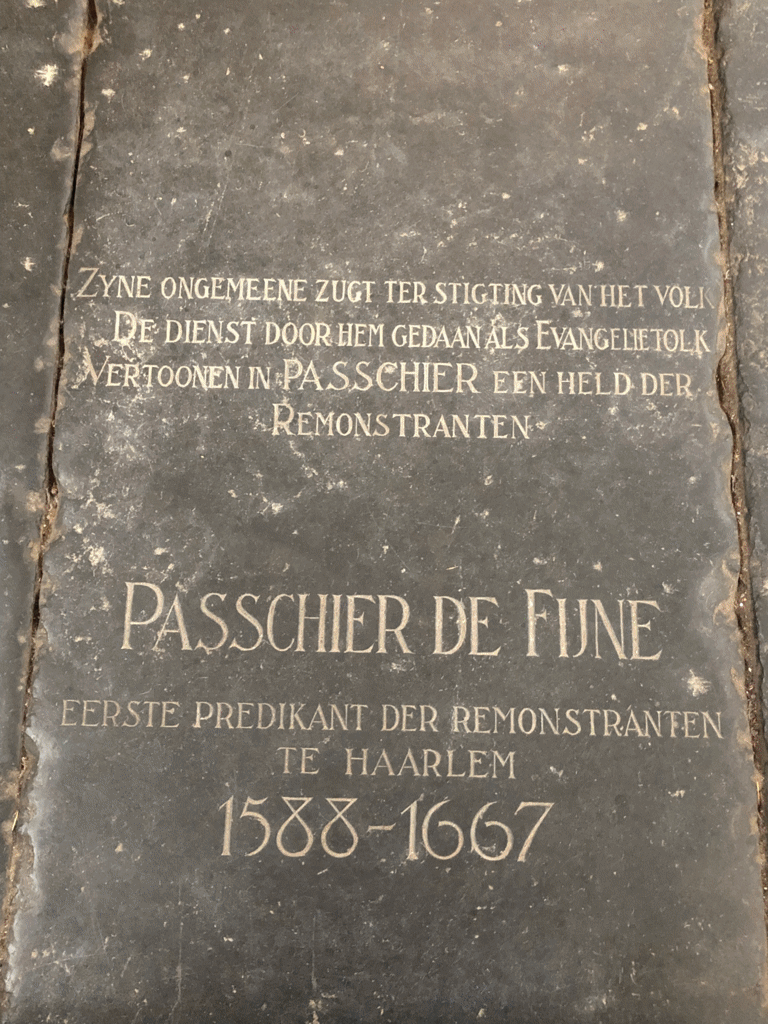 ZYNE ONGEMEENE ZUGT TER STIGTING VAN HET VOLK
DE DIENST DOOR HEM GEDAAN ALS EVANGELIETOLK
VERTOONEN IN PASSCHIER EEN HELD DER
REMONSTRANTEN
PASSCHIER DE FIJNE
EERSTE PREDIKANT DER REMONSTRANTEN
TE HAARLEM
1588-1667